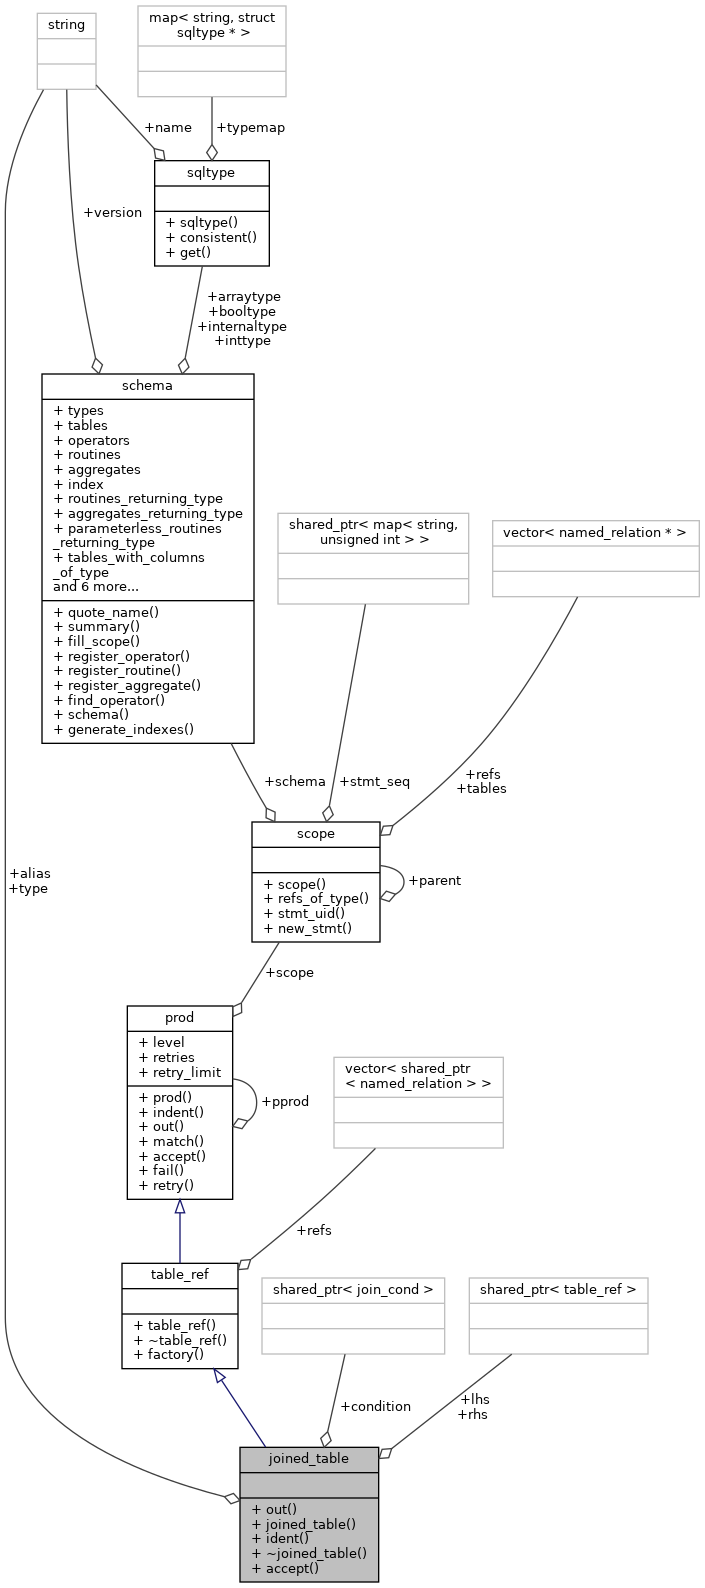 string
map< string, struct
sqltype * >
+name
+typemap
sqltype
+ sqltype()
+ consistent()
+ get()
+version
+arraytype
+booltype
+internaltype
+inttype
schema
+ types
+ tables
+ operators
+ routines
+ aggregates
+ index
+ routines_returning_type
+ aggregates_returning_type
+ parameterless_routines
_returning_type
+ tables_with_columns
_of_type
and 6 more...
+ quote_name()
+ summary()
+ fill_scope()
+ register_operator()
+ register_routine()
+ register_aggregate()
+ find_operator()
+ schema()
+ generate_indexes()
shared_ptr< map< string,
unsigned int > >
vector< named_relation * >
+schema
+stmt_seq
+refs
+tables
scope
+ scope()
+ refs_of_type()
+ stmt_uid()
+ new_stmt()
+parent
+alias
+type
+scope
prod
+ level
+ retries
+ retry_limit
+ prod()
+ indent()
+ out()
+ match()
+ accept()
+ fail()
+ retry()
+pprod
vector< shared_ptr
< named_relation > >
+refs
table_ref
+ table_ref()
+ ~table_ref()
+ factory()
shared_ptr< join_cond >
shared_ptr< table_ref >
+condition
+lhs
+rhs
joined_table
+ out()
+ joined_table()
+ ident()
+ ~joined_table()
+ accept()